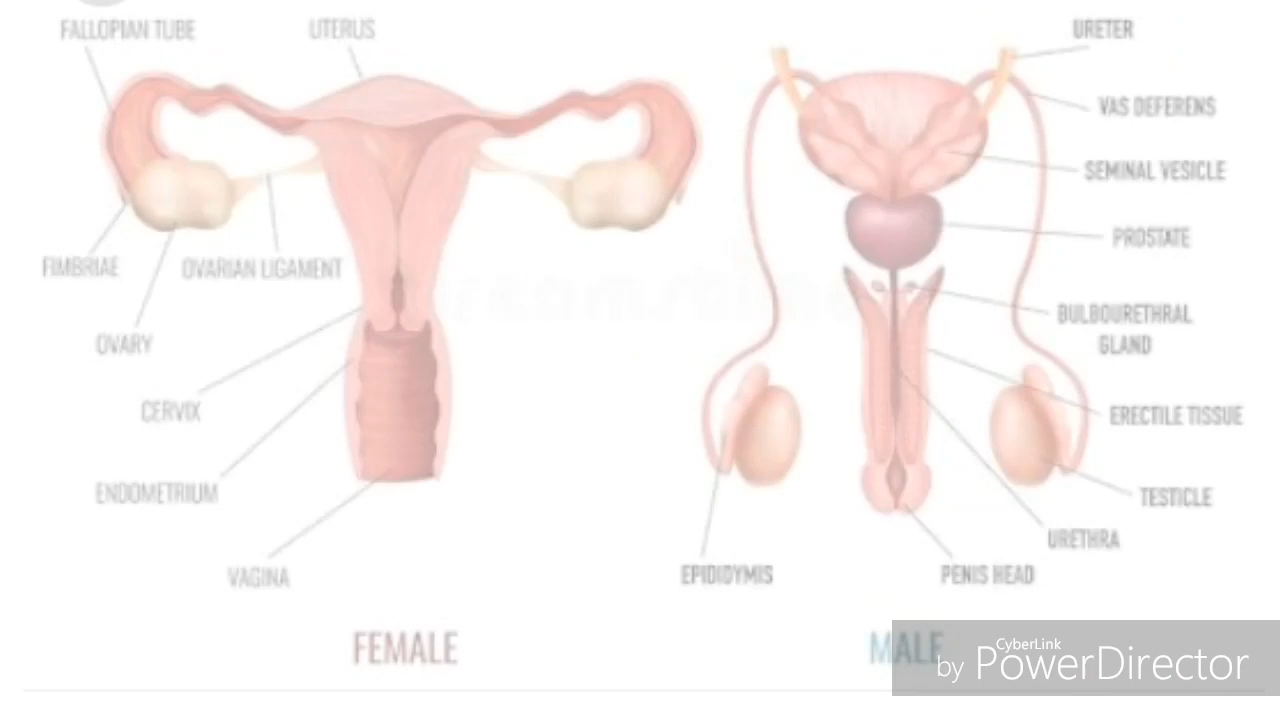 FALLOPIAN TUBE
UTERUS
FIMBRIAE
OVARIAN LIGAMENT
OVARY
CERVIX
ENDOMETRIUM
VAGINA
FEMALE
URETER
VAS DEFERENS
SEMINAL VESICLE
PROSTATE
BULBOURETHRAL
GLAND
ERECTILE TISSUE
TESTICLE
URETHRA
EPIDIDYMIS
PENIS HEAD
MALE
CyberLink
by PowerDirector